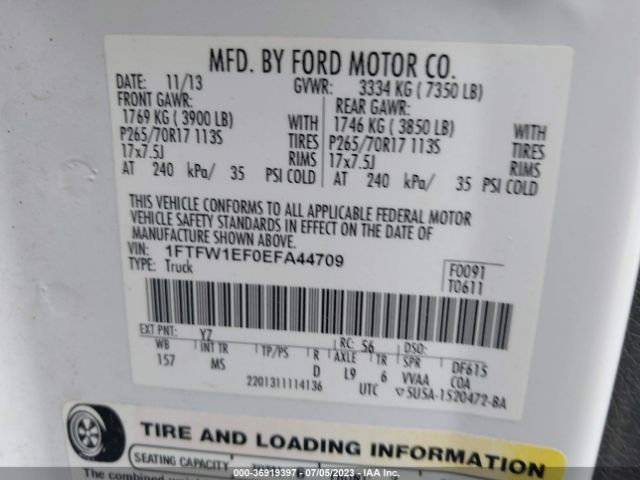 MFD. BY FORD MOTOR CO.
DATE: 11/13 GVWR: 3334 KG ( 7350 LB)
FRONT GAWR: REAR GAWR:
1769 KG ( 3900 LB) WITH 1746 KG ( 3850 LB) WITH
P265/70R17 113S TIRES P265/70R17 113S TIRES
17x7.5J RIMS 17x7.5J RIMS
AT 240 kPa/ 35 PSI COLD AT 240 kPa/ 35 PSI COLD
THIS VEHICLE CONFORMS TO ALL APPLICABLE FEDERAL MOTOR
VEHICLE SAFETY STANDARDS IN EFFECT ON THE DATE OF
MANUFACTURE SHOWN ABOVE.
VIN: 1FTFW1EF0EFA44709 F0091
TYPE: Truck T0611
EXT PNT: YZ RC: 56 DSO:
WB INT TR TP/PS R AXLE TR SPR DF615
157 MS D L9 6 VVAA COA
2201311114136 UTC ▽5U5A-1520472-BA
TIRE AND LOADING INFORMATION
SEATING CAPACITY
The combined
000-36919397 - 07/05/2023 - IAA Inc.